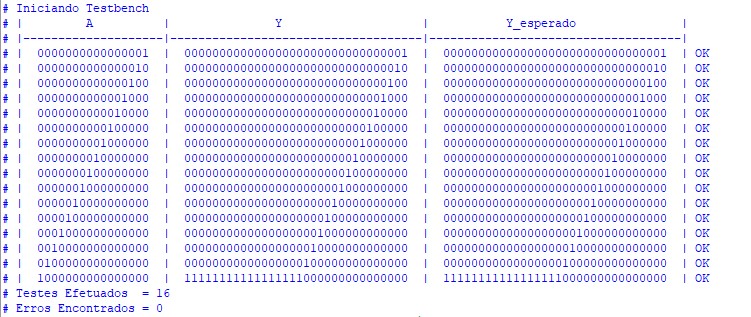 # Iniciando Testbench
# |         A          |               Y                    |           Y_esperado               |
# |--------------------|------------------------------------|------------------------------------|
# |  0000000000000001  |  00000000000000000000000000000001  |  00000000000000000000000000000001  | OK
# |  0000000000000010  |  00000000000000000000000000000010  |  00000000000000000000000000000010  | OK
# |  0000000000000100  |  00000000000000000000000000000100  |  00000000000000000000000000000100  | OK
# |  0000000000001000  |  00000000000000000000000000001000  |  00000000000000000000000000001000  | OK
# |  0000000000010000  |  00000000000000000000000000010000  |  00000000000000000000000000010000  | OK
# |  0000000000100000  |  00000000000000000000000000100000  |  00000000000000000000000000100000  | OK
# |  0000000001000000  |  00000000000000000000000001000000  |  00000000000000000000000001000000  | OK
# |  0000000010000000  |  00000000000000000000000010000000  |  00000000000000000000000010000000  | OK
# |  0000000100000000  |  00000000000000000000000100000000  |  00000000000000000000000100000000  | OK
# |  0000001000000000  |  00000000000000000000001000000000  |  00000000000000000000001000000000  | OK
# |  0000010000000000  |  00000000000000000000010000000000  |  00000000000000000000010000000000  | OK
# |  0000100000000000  |  00000000000000000000100000000000  |  00000000000000000000100000000000  | OK
# |  0001000000000000  |  00000000000000000001000000000000  |  00000000000000000001000000000000  | OK
# |  0010000000000000  |  00000000000000000010000000000000  |  00000000000000000010000000000000  | OK
# |  0100000000000000  |  00000000000000000100000000000000  |  00000000000000000100000000000000  | OK
# |  1000000000000000  |  11111111111111111000000000000000  |  11111111111111111000000000000000  | OK
# Testes Efetuados  = 16
# Erros Encontrados = 0